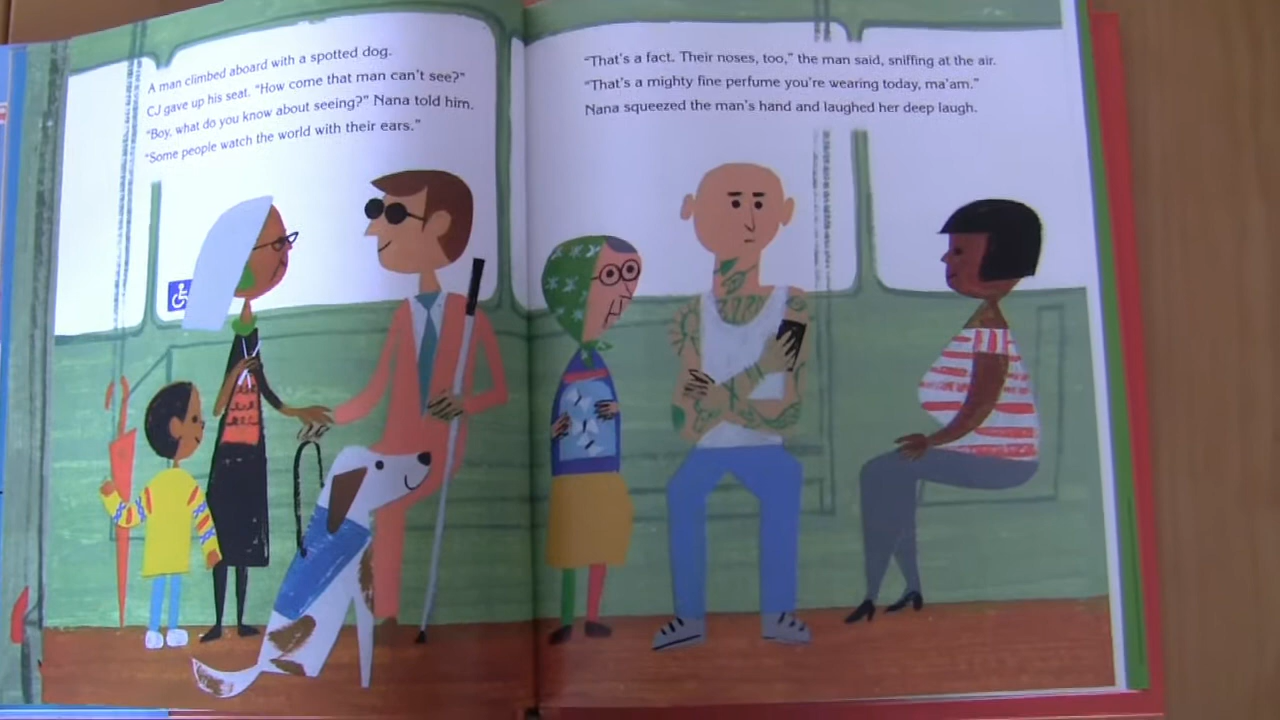 A man climbed aboard with a spotted dog.
CJ gave up his seat. “How come that man can’t see?”
“Boy, what do you know about seeing?” Nana told him.
“Some people watch the world with their ears.”
“That’s a fact. Their noses, too,” the man said, sniffing at the air.
“That’s a mighty fine perfume you’re wearing today, ma’am.”
Nana squeezed the man’s hand and laughed her deep laugh.